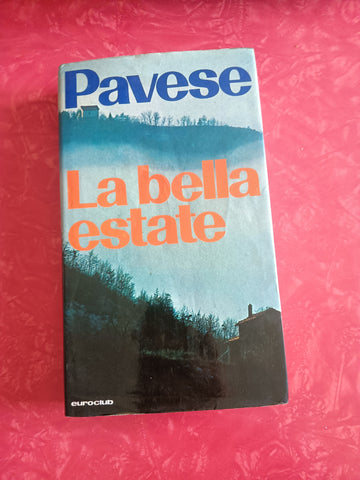 Pavese
La bella
estate
euroclub